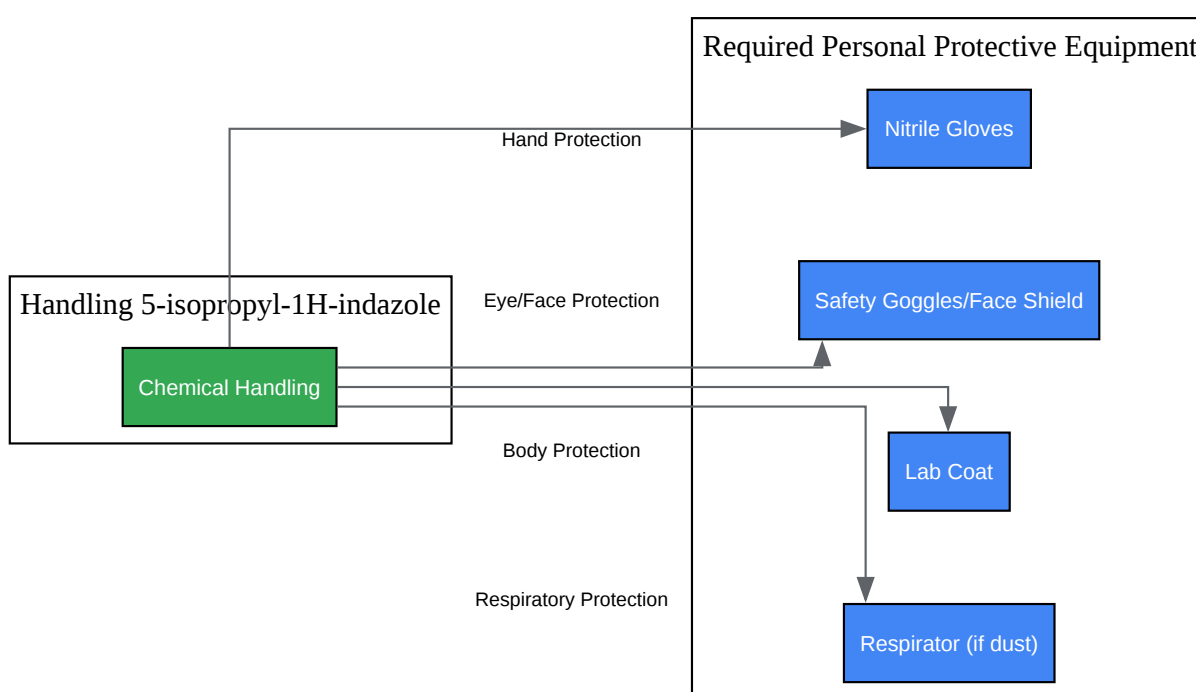 Required Personal Protective Equipment
Nitrile Gloves
Hand Protection
Safety Goggles/Face Shield
Eye/Face Protection
Handling 5-isopropyl-1H-indazole
Chemical Handling
Body Protection
Lab Coat
Respiratory Protection
Respirator (if dust)